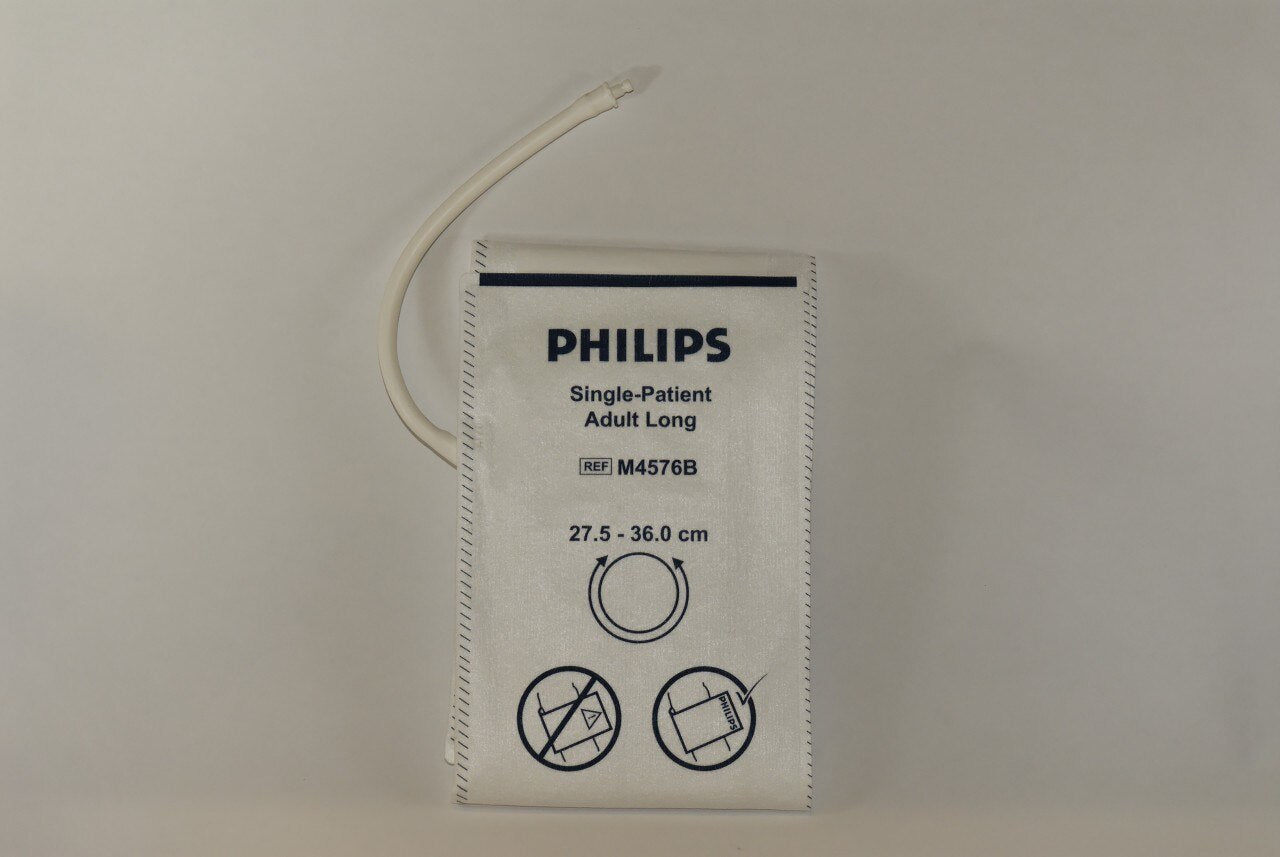 PHILIPS
Single-Patient
Adult Long
REF M4576B
27.5 - 36.0 cm
PHILIPS